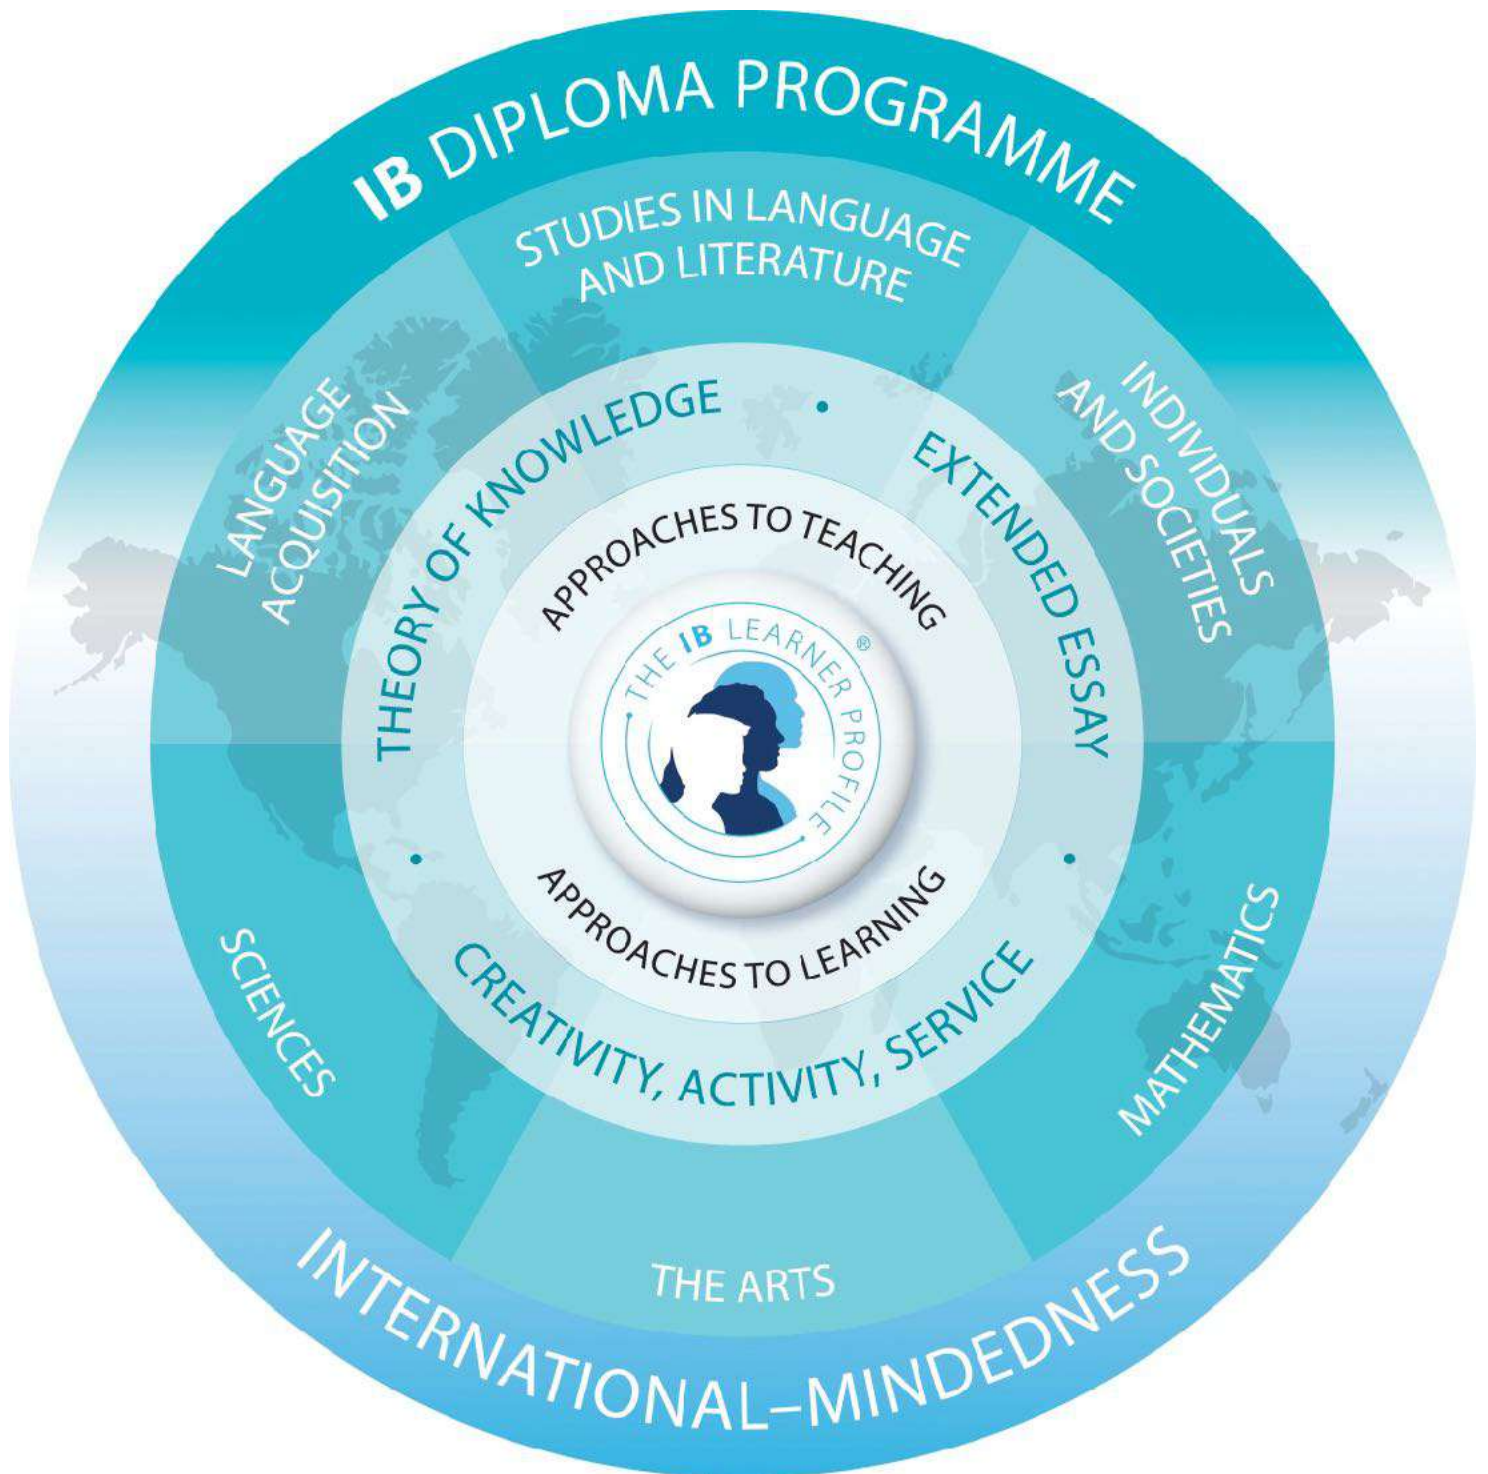 IB DIPLOMA PROGRAMME
STUDIES IN LANGUAGE
AND LITERATURE
LANGUAGE
ACQUISITION
INDIVIDUALS
AND SOCIETIES
THEORY OF KNOWLEDGE
•
EXTENDED ESSAY
APPROACHES TO TEACHING
THE IB LEARNER PROFILE
®
APPROACHES TO LEARNING
•
CREATIVITY, ACTIVITY, SERVICE
•
SCIENCES
MATHEMATICS
THE ARTS
INTERNATIONAL–MINDEDNESS